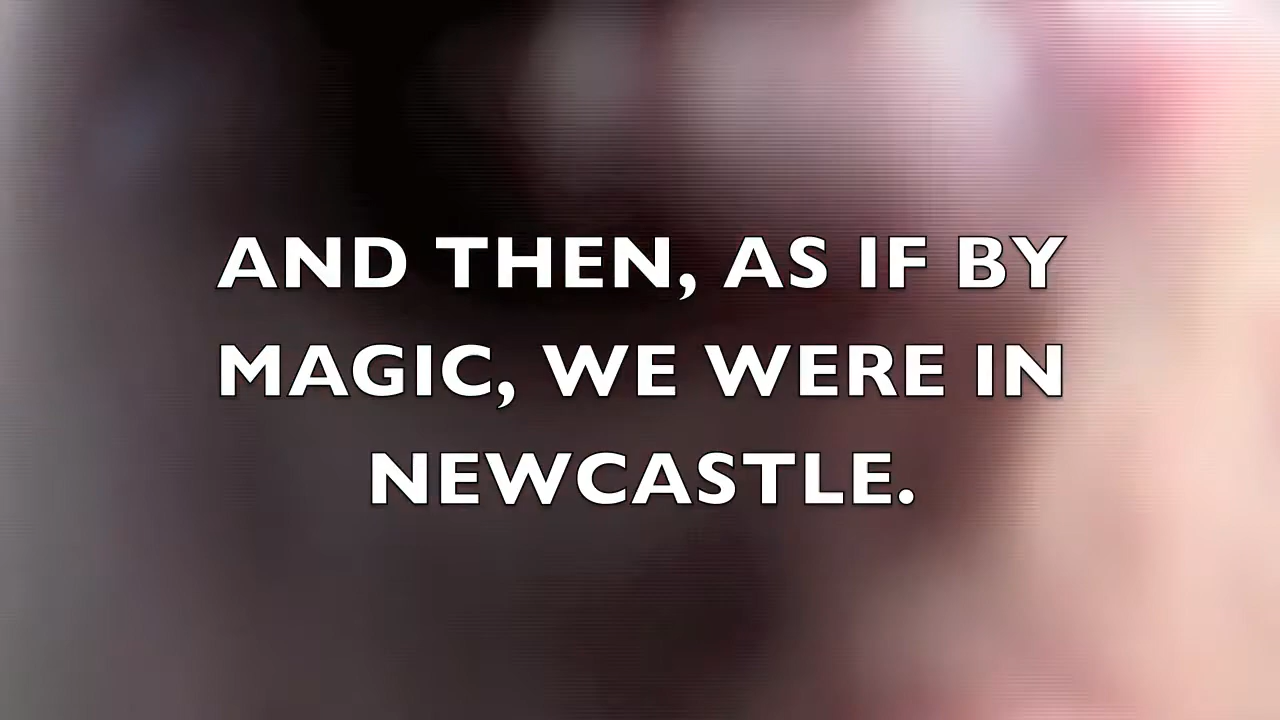 AND THEN, AS IF BY
MAGIC, WE WERE IN
NEWCASTLE.